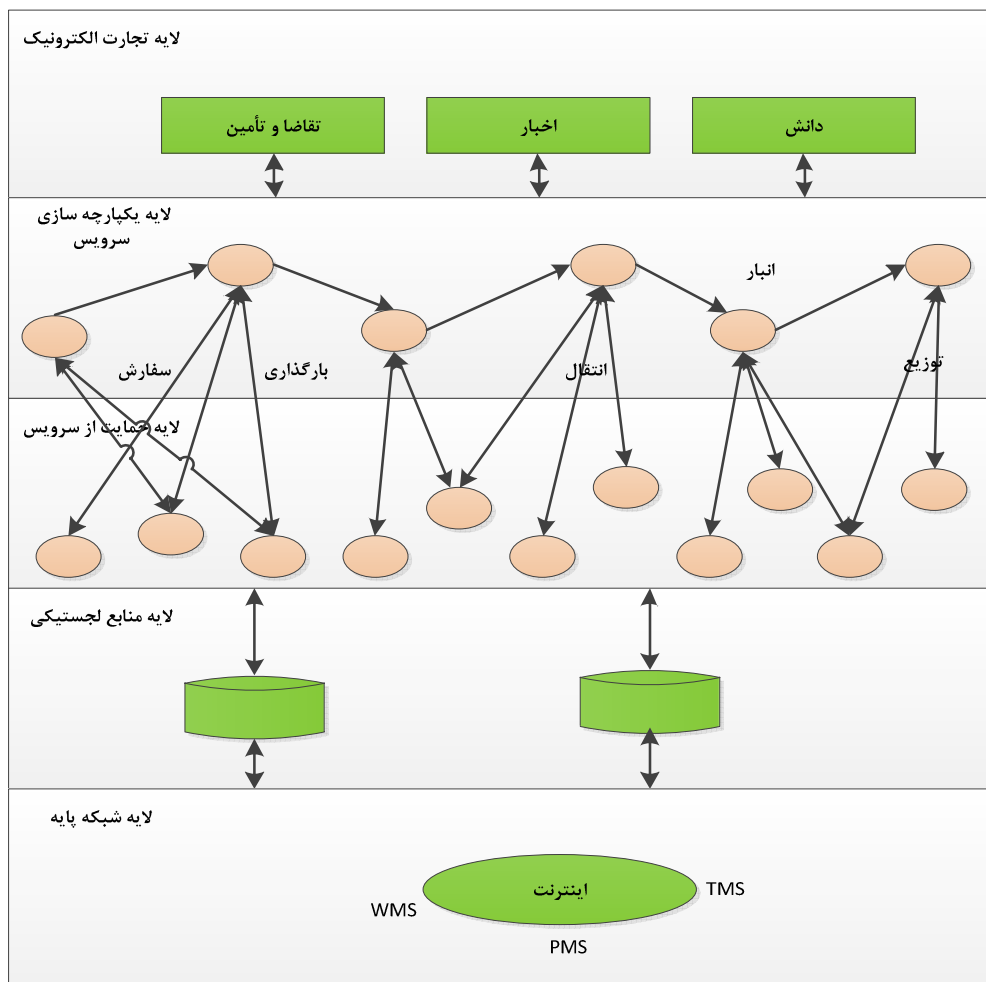 لایه تجارت الکترونیک
دانش
اخبار
تقاضا و تأمین
لایه یکپارچه سازی
سرویس
انبار
توزیع
انتقال
بارگذاری
سفارش
لایه حمایت از سرویس
لایه منابع لجستیکی
لایه شبکه پایه
اینترنت
TMS
WMS
PMS